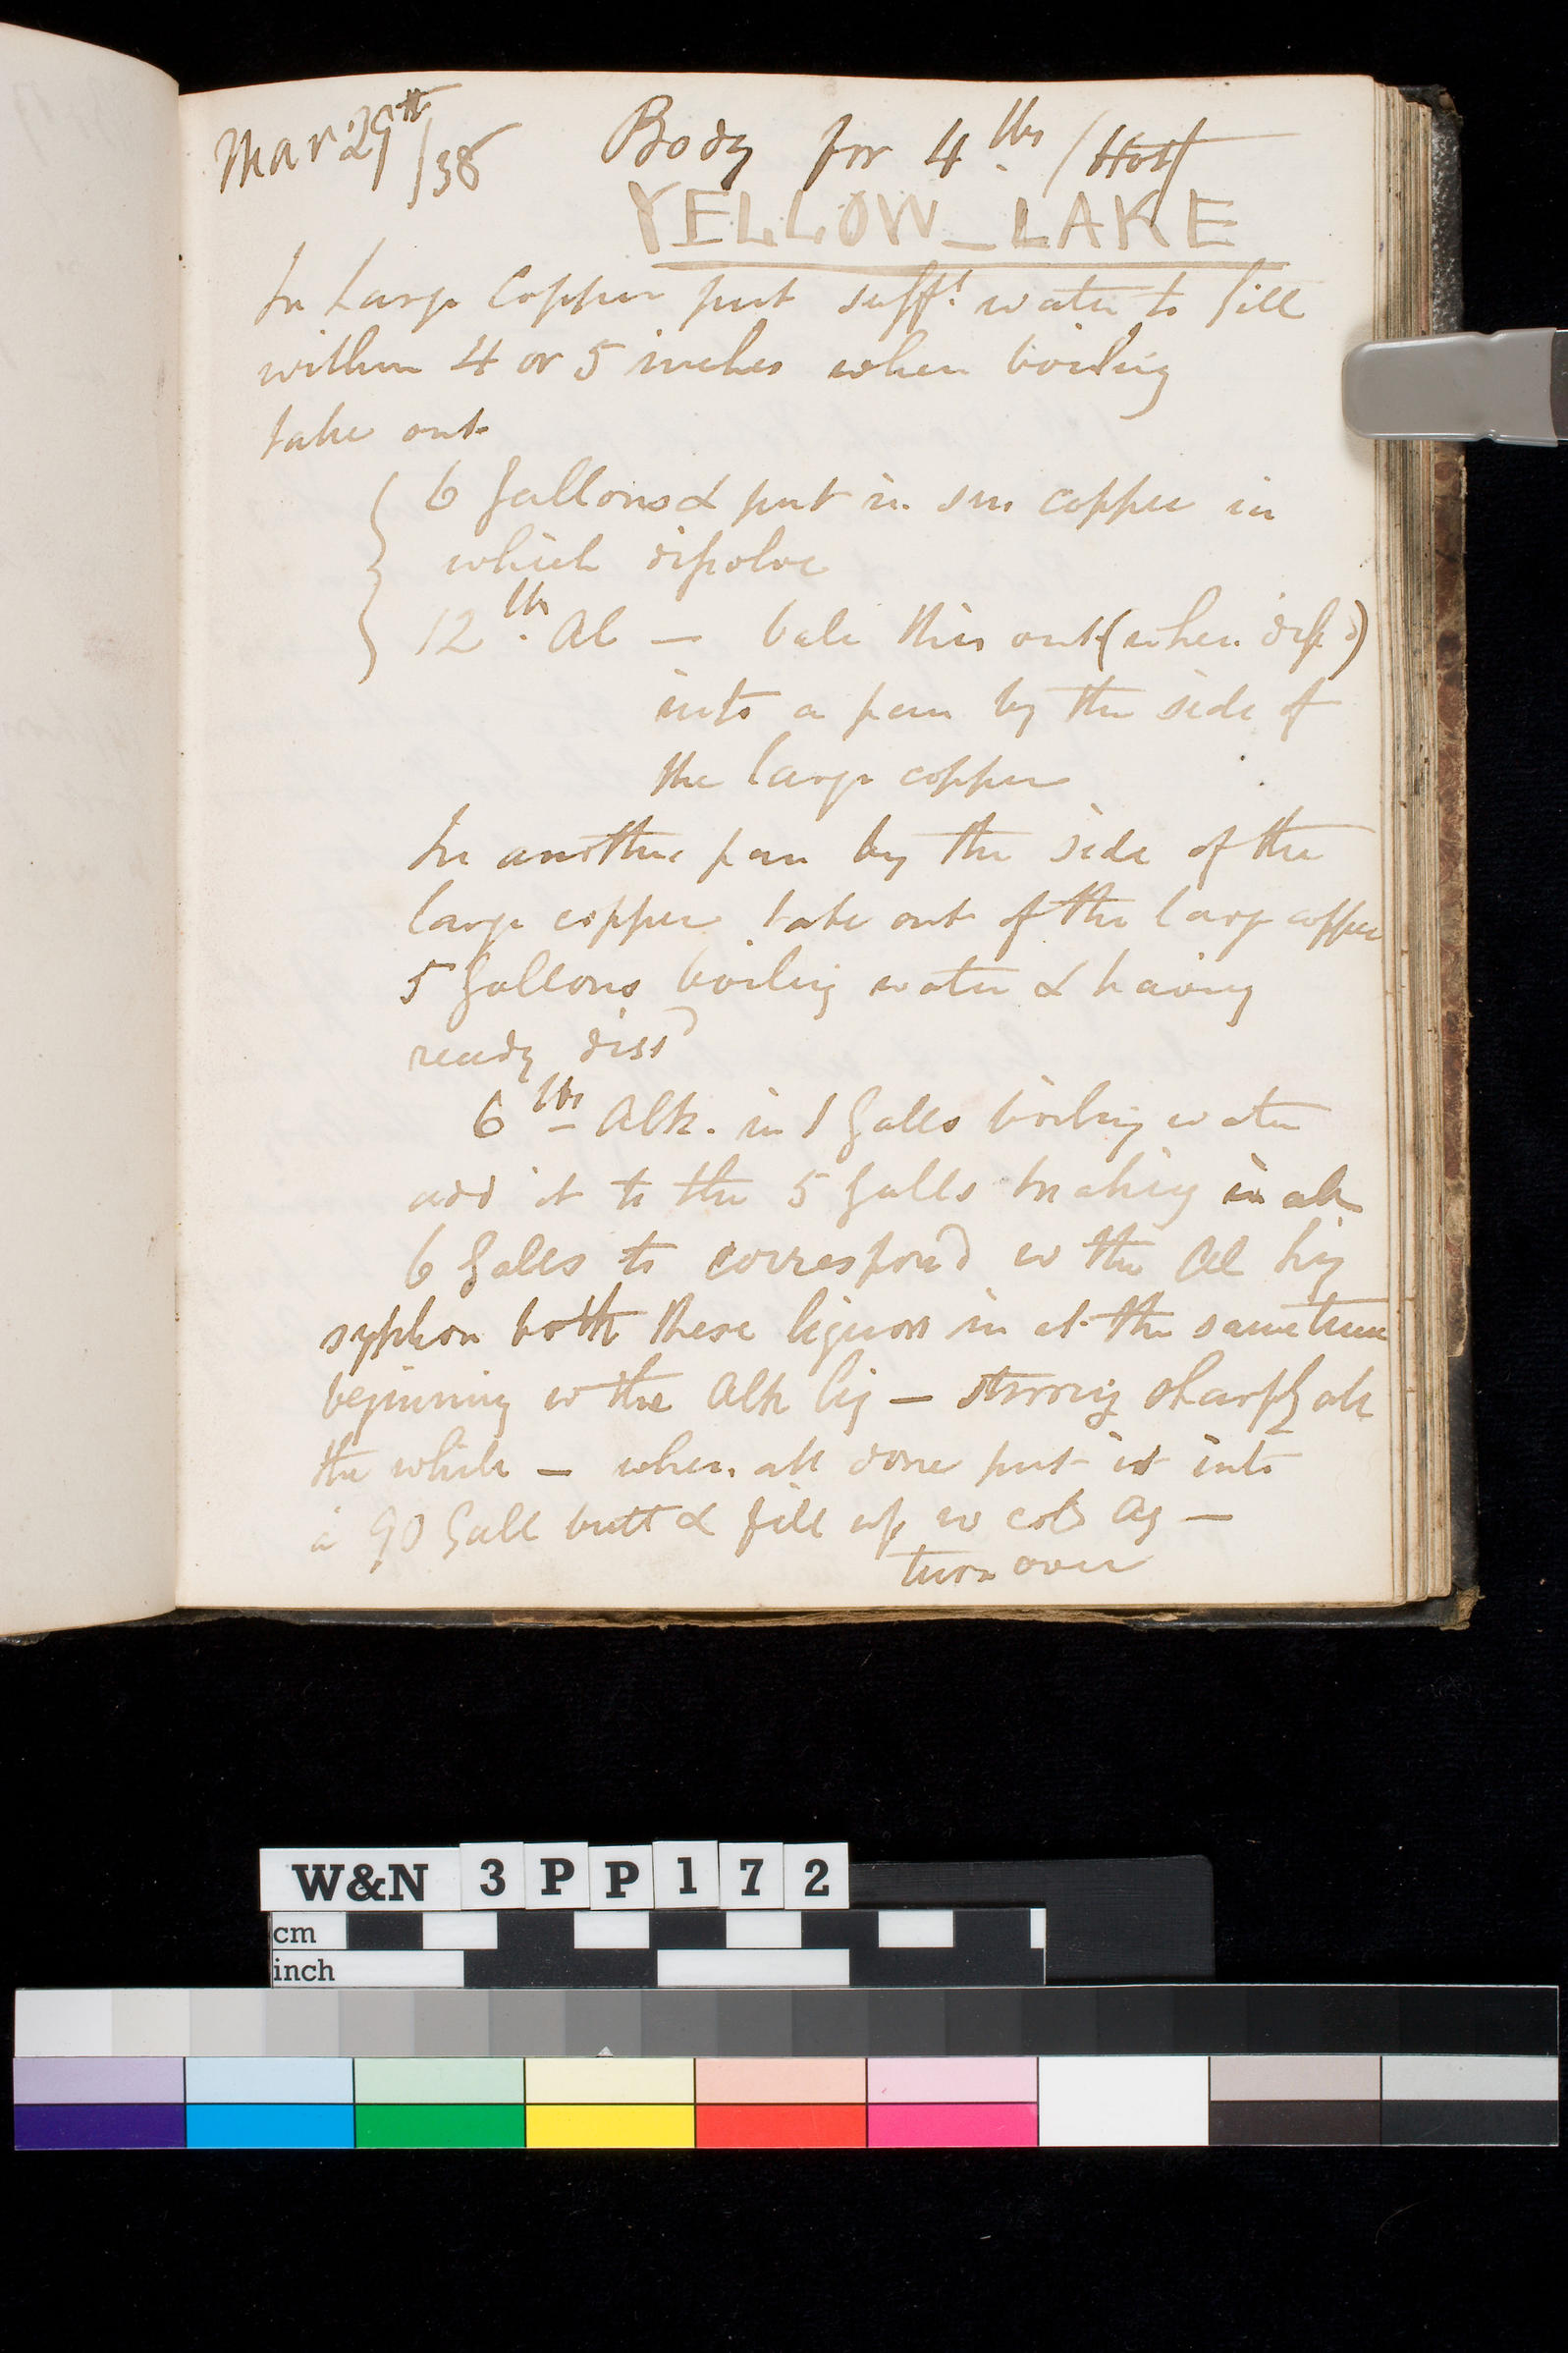 Mar 29th/38 Body for 4 lbs / Hot /
YELLOW_LAKE
In Large Copper put sufft water to fill
within 4 or 5 inches when boiling
take out
6 Gallons & put in sm copper in
which dissolve
12 lbs Al — bale this out (when diss d)
into a pan by the side of
the large copper
In another pan by the side of the
large copper take out of the large copper
5 Gallons boiling water & having
ready dissd
6 lbs Alk. in 1 Galls boiling water
add it to the 5 Galls making in all
6 Galls to correspond w the Al liq
syphon both these liquors in at the same time
beginning w the Alk liq — stirring sharply all
the while — when all done put it into
a 90 Gall butt & fill up w cold Aq —
turn over
W&N 3PP172
cm
inch